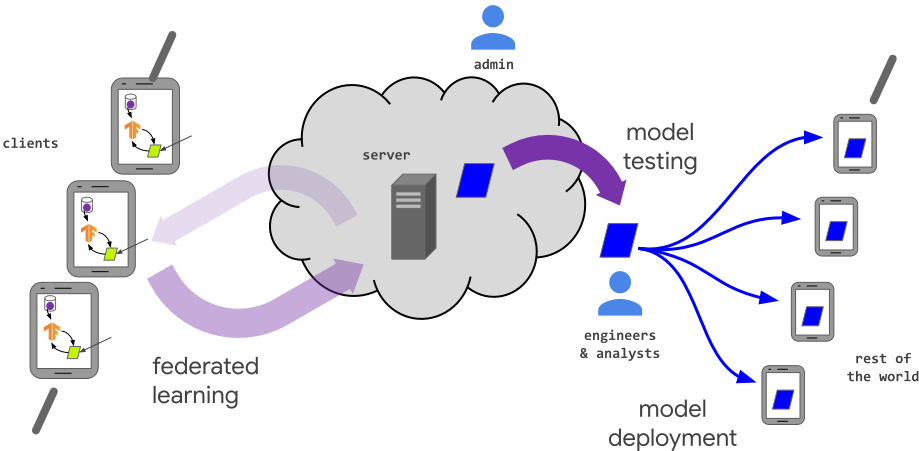 admin
clients
server
model
testing
engineers
& analysts
federated
learning
rest of
the world
model
deployment